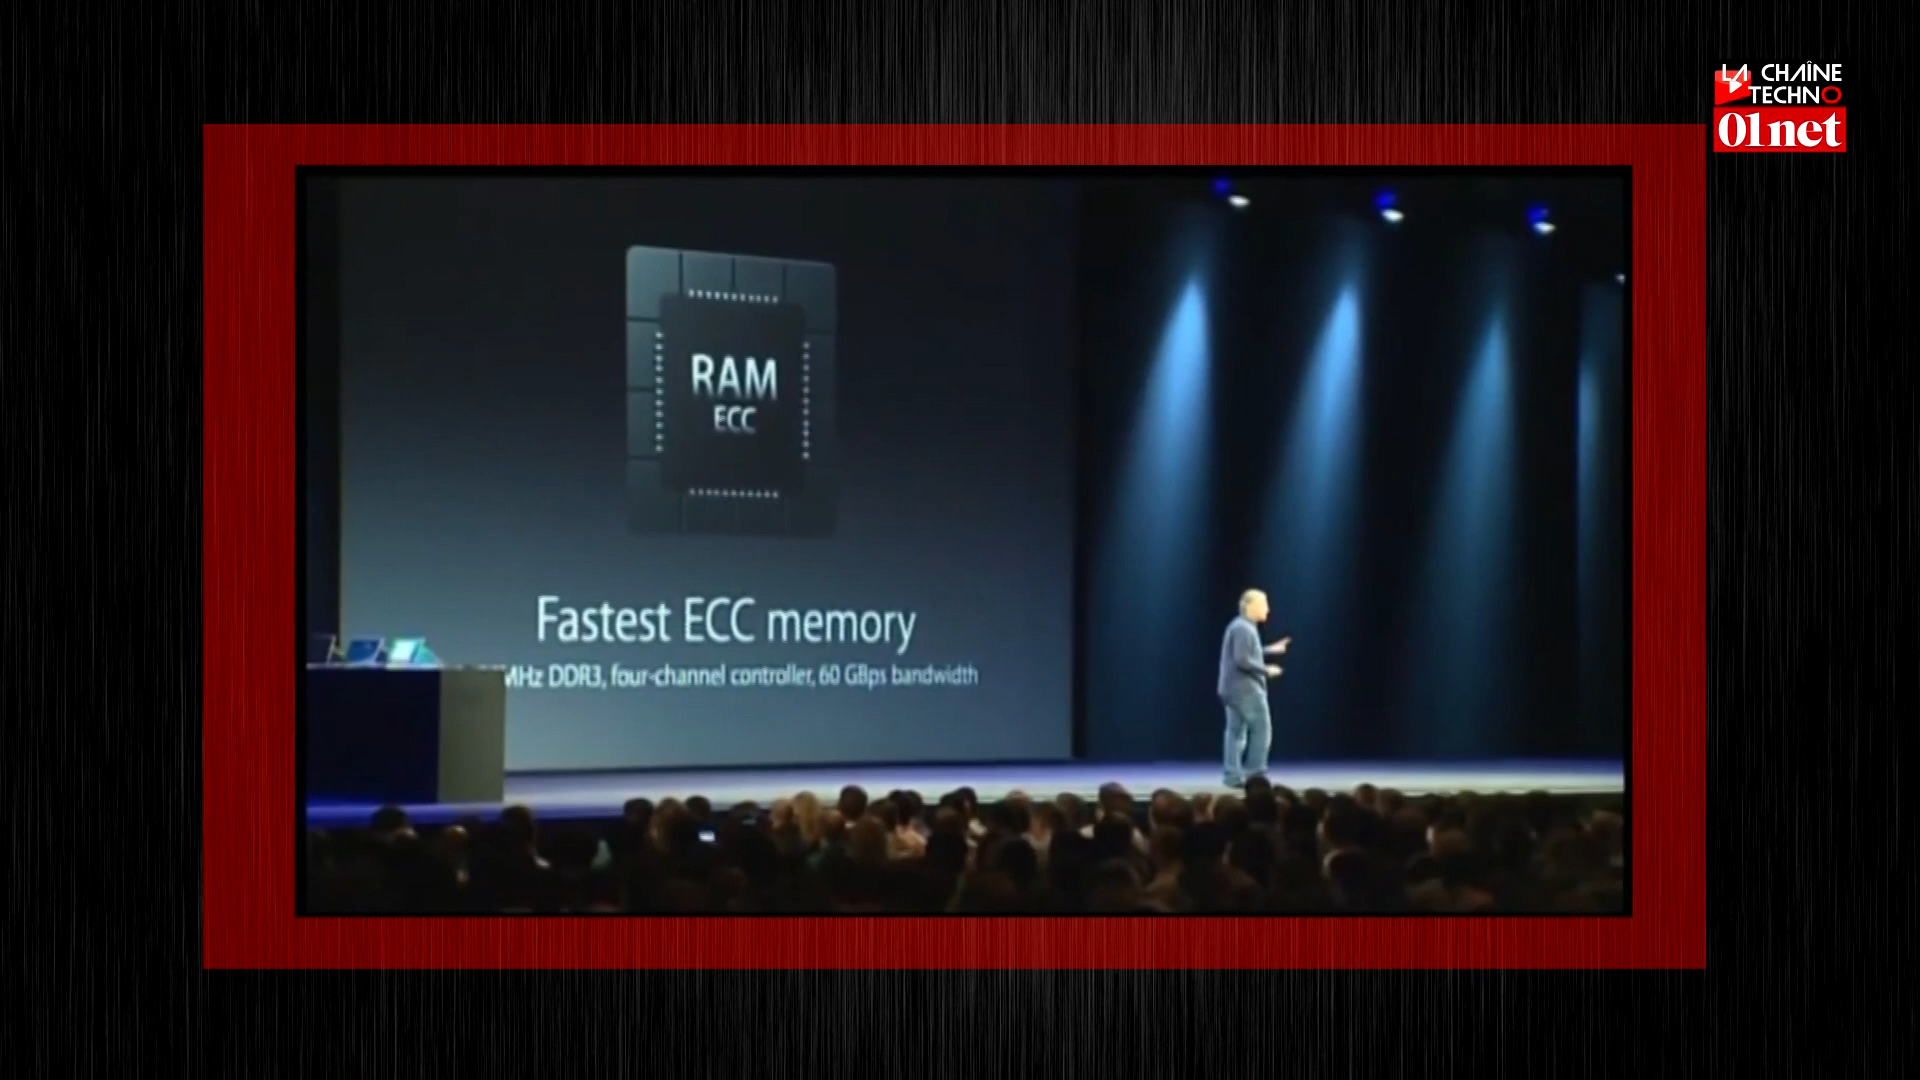 LA CHAÎNE
TECHNO
01net
RAM
ECC
Fastest ECC memory
MHz DDR3, four-channel controller, 60 GBps bandwidth